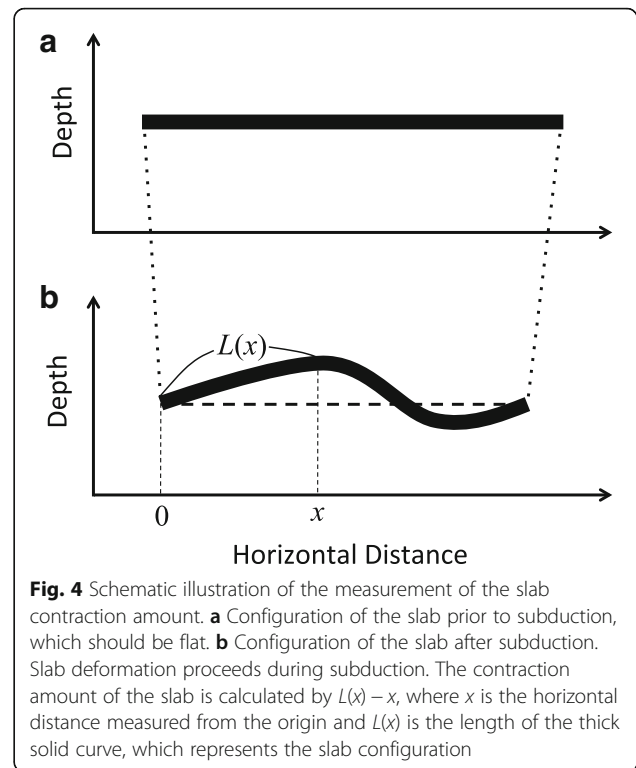 a
Depth
b
Depth
L(x)
0
x
Horizontal Distance
Fig. 4 Schematic illustration of the measurement of the slab
contraction amount. a Configuration of the slab prior to subduction,
which should be flat. b Configuration of the slab after subduction.
Slab deformation proceeds during subduction. The contraction
amount of the slab is calculated by L(x) − x, where x is the horizontal
distance measured from the origin and L(x) is the length of the thick
solid curve, which represents the slab configuration